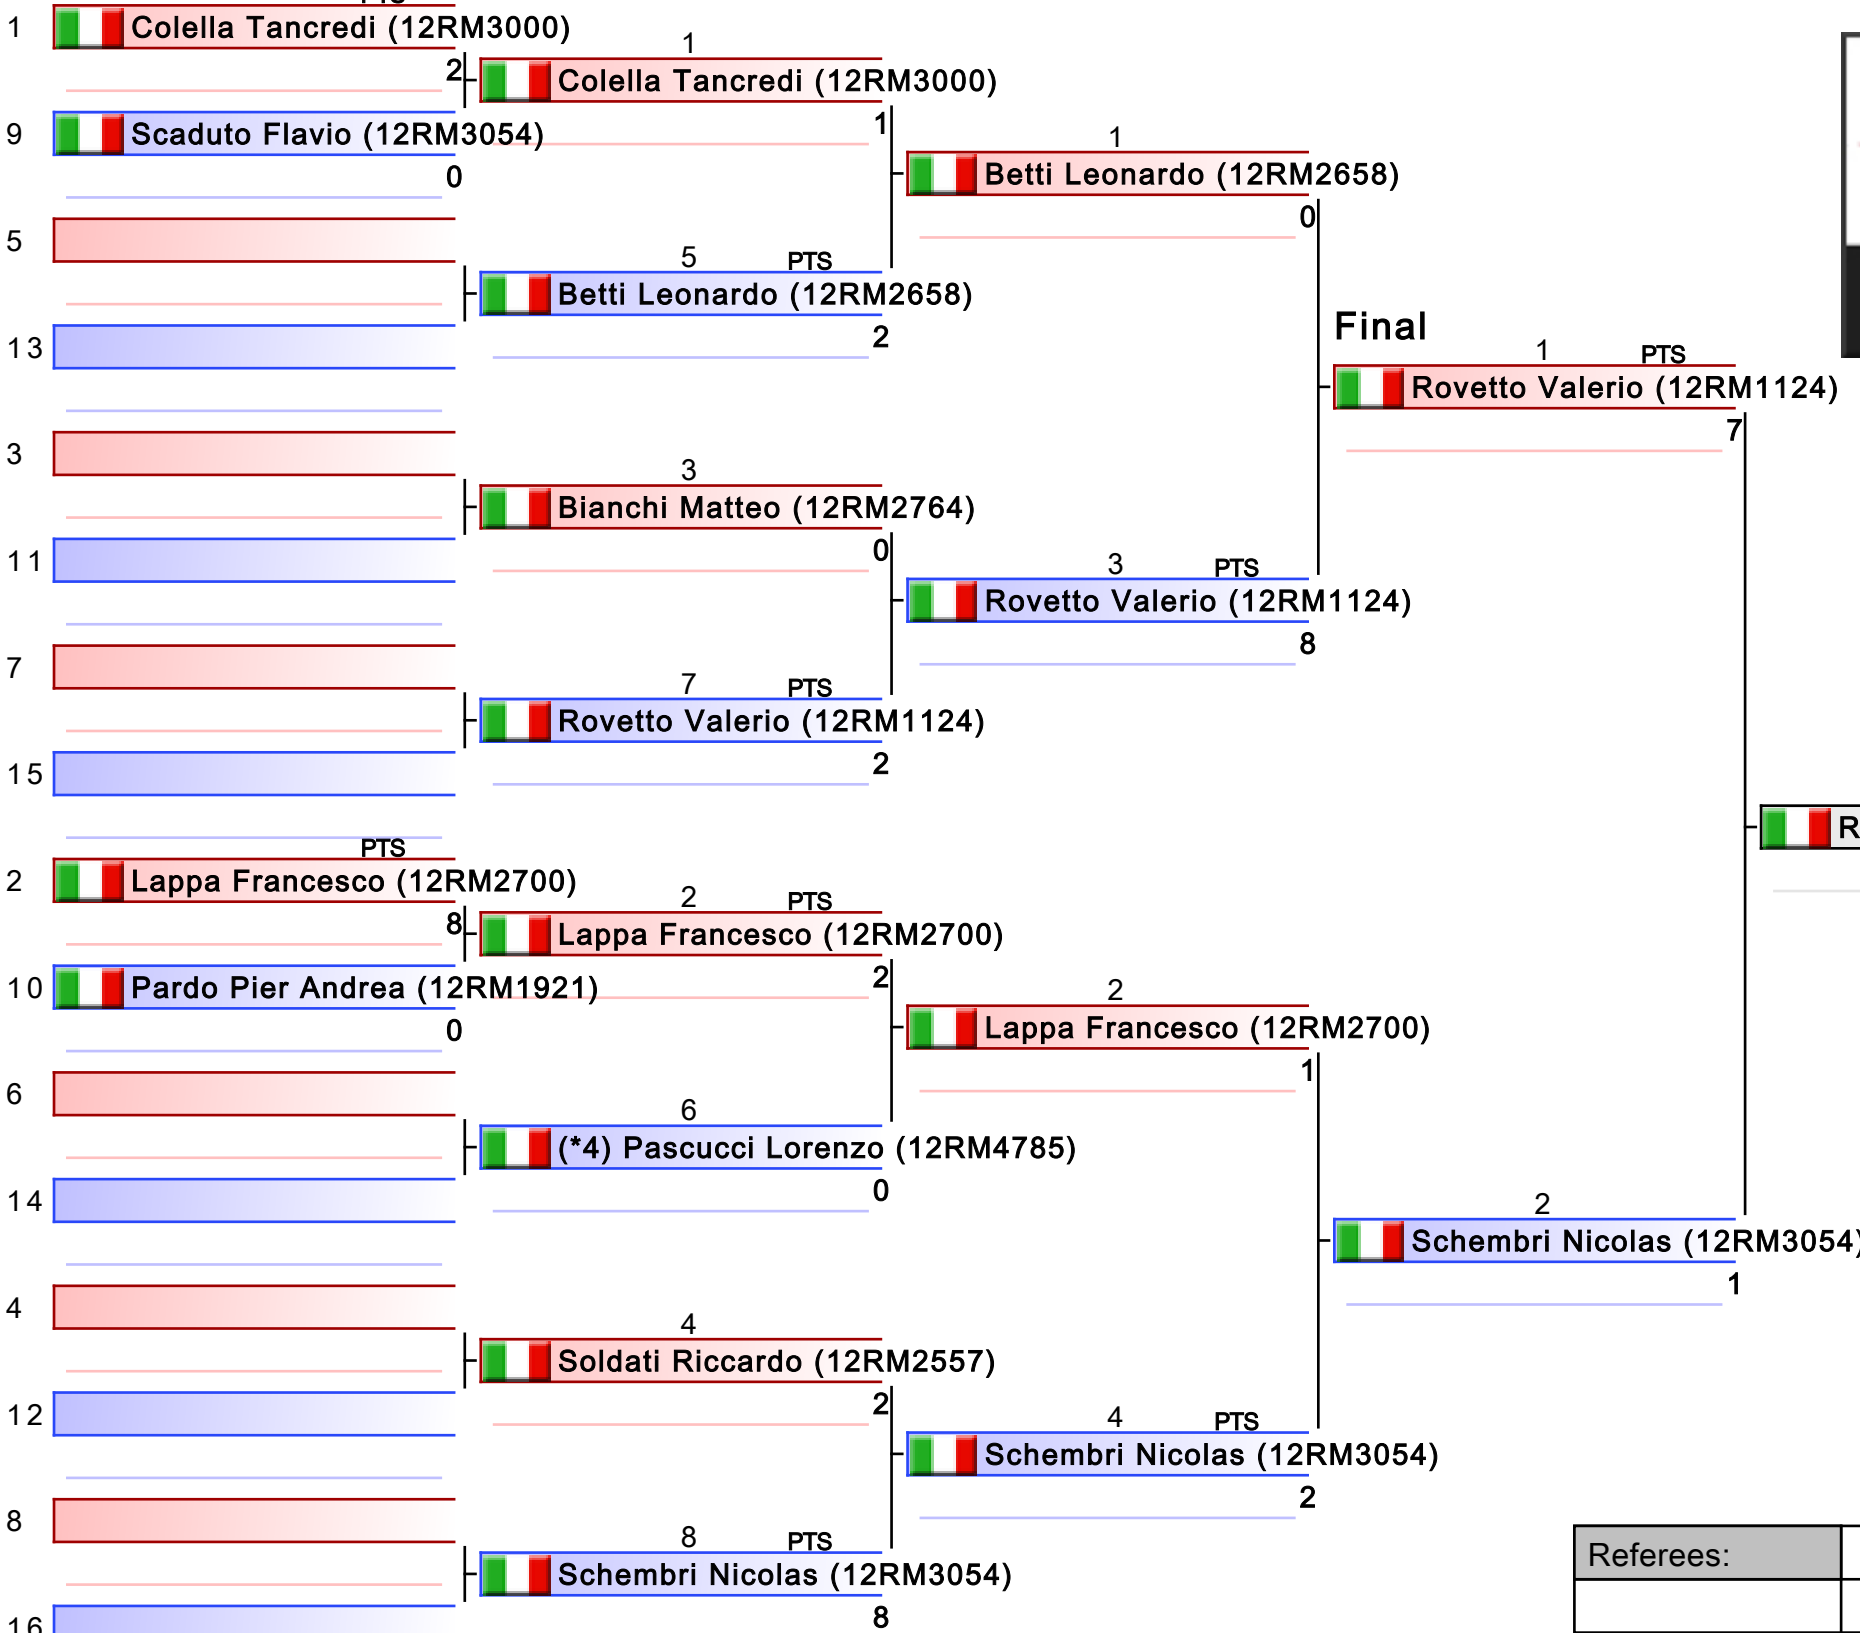 1 Colella Tancredi (12RM3000)
2
1
Colella Tancredi (12RM3000)
1
9 Scaduto Flavio (12RM3054)
0
1
Betti Leonardo (12RM2658)
0
5
5 PTS
Betti Leonardo (12RM2658)
2
13
Final
1 PTS
Rovetto Valerio (12RM1124)
7
3
3
Bianchi Matteo (12RM2764)
0
11
3 PTS
Rovetto Valerio (12RM1124)
8
7
7 PTS
Rovetto Valerio (12RM1124)
2
15
R
PTS
2 Lappa Francesco (12RM2700)
8
2 PTS
Lappa Francesco (12RM2700)
2
10 Pardo Pier Andrea (12RM1921)
0
2
Lappa Francesco (12RM2700)
1
6
6
(*4) Pascucci Lorenzo (12RM4785)
0
14
2
Schembri Nicolas (12RM3054)
1
4
4
Soldati Riccardo (12RM2557)
2
12
4 PTS
Schembri Nicolas (12RM3054)
2
8
8 PTS
Schembri Nicolas (12RM3054)
8
16
Referees: